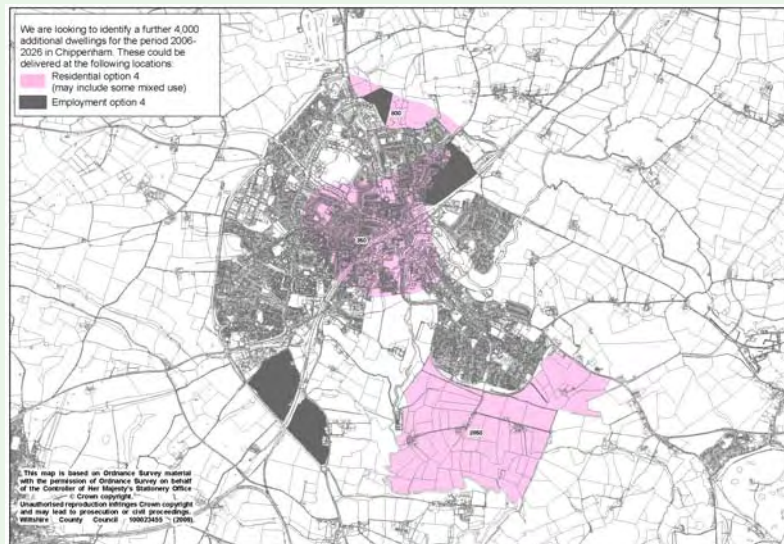 We are looking to identify a further 4,000
additional dwellings for the period 2006-
2026 in Chippenham. These could be
delivered at the following locations:
Residential option 4
(may include some mixed use)
Employment option 4
This map is based on Ordnance Survey material
with the permission of Ordnance Survey on behalf
of the Controller of Her Majesty's Stationery Office
© Crown copyright.
Unauthorised reproduction infringes Crown copyright
and may lead to prosecution or civil proceedings.
Wiltshire County Council 100023455 (2008).